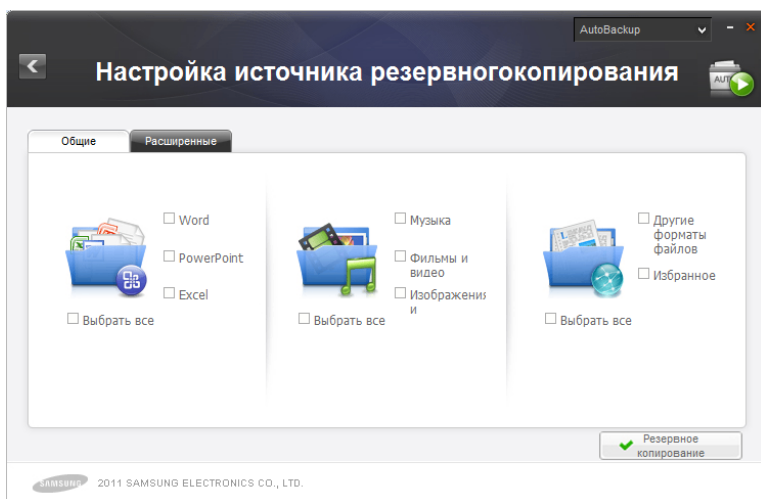 AutoBackup
Настройка источника резервногокопирования
AUTO
Общие
Расширенные
Word
PowerPoint
Excel
Выбрать все
Музыка
Фильмы и
видео
Изображения
и
Выбрать все
Другие
форматы
файлов
Избранное
Выбрать все
Резервное
копирование
SAMSUNG
2011 SAMSUNG ELECTRONICS CO., LTD.